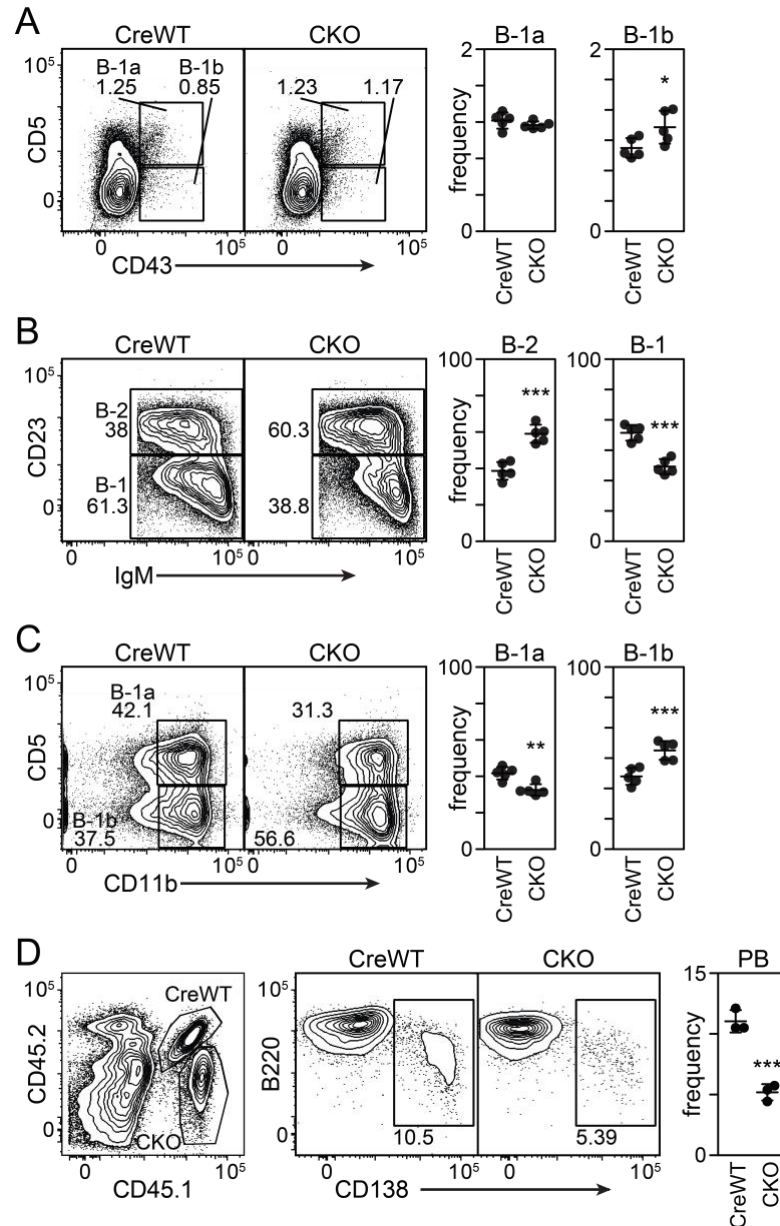 A
CreWT CKO B-1a B-1b
B-1a B-1b
1.25 0.85 1.23 1.17
10⁵
CD5
0
0 10⁵ 0 10⁵
CD43
2 2
frequency
*
0 0
CreWT CKO CreWT CKO
B
CreWT CKO B-2 B-1
10⁵
CD23
0
B-2
38
B-1
61.3
60.3
38.8
0 10⁵ 0 10⁵
IgM
100 100
frequency
*** ***
0 0
CreWT CKO CreWT CKO
C
CreWT CKO B-1a B-1b
10⁵
CD5
0
B-1a
42.1
B-1b
37.5
31.3
56.6
0 10⁵ 0 10⁵
CD11b
100 100
frequency
** ***
0 0
CreWT CKO CreWT CKO
D
CreWT CKO PB
10⁵
CD45.2
0
CreWT
CKO
0 10⁵
CD45.1
10⁵
B220
0
10.5 5.39
0 10⁵ 0 10⁵
CD138
15
frequency
***
0
CreWT CKO